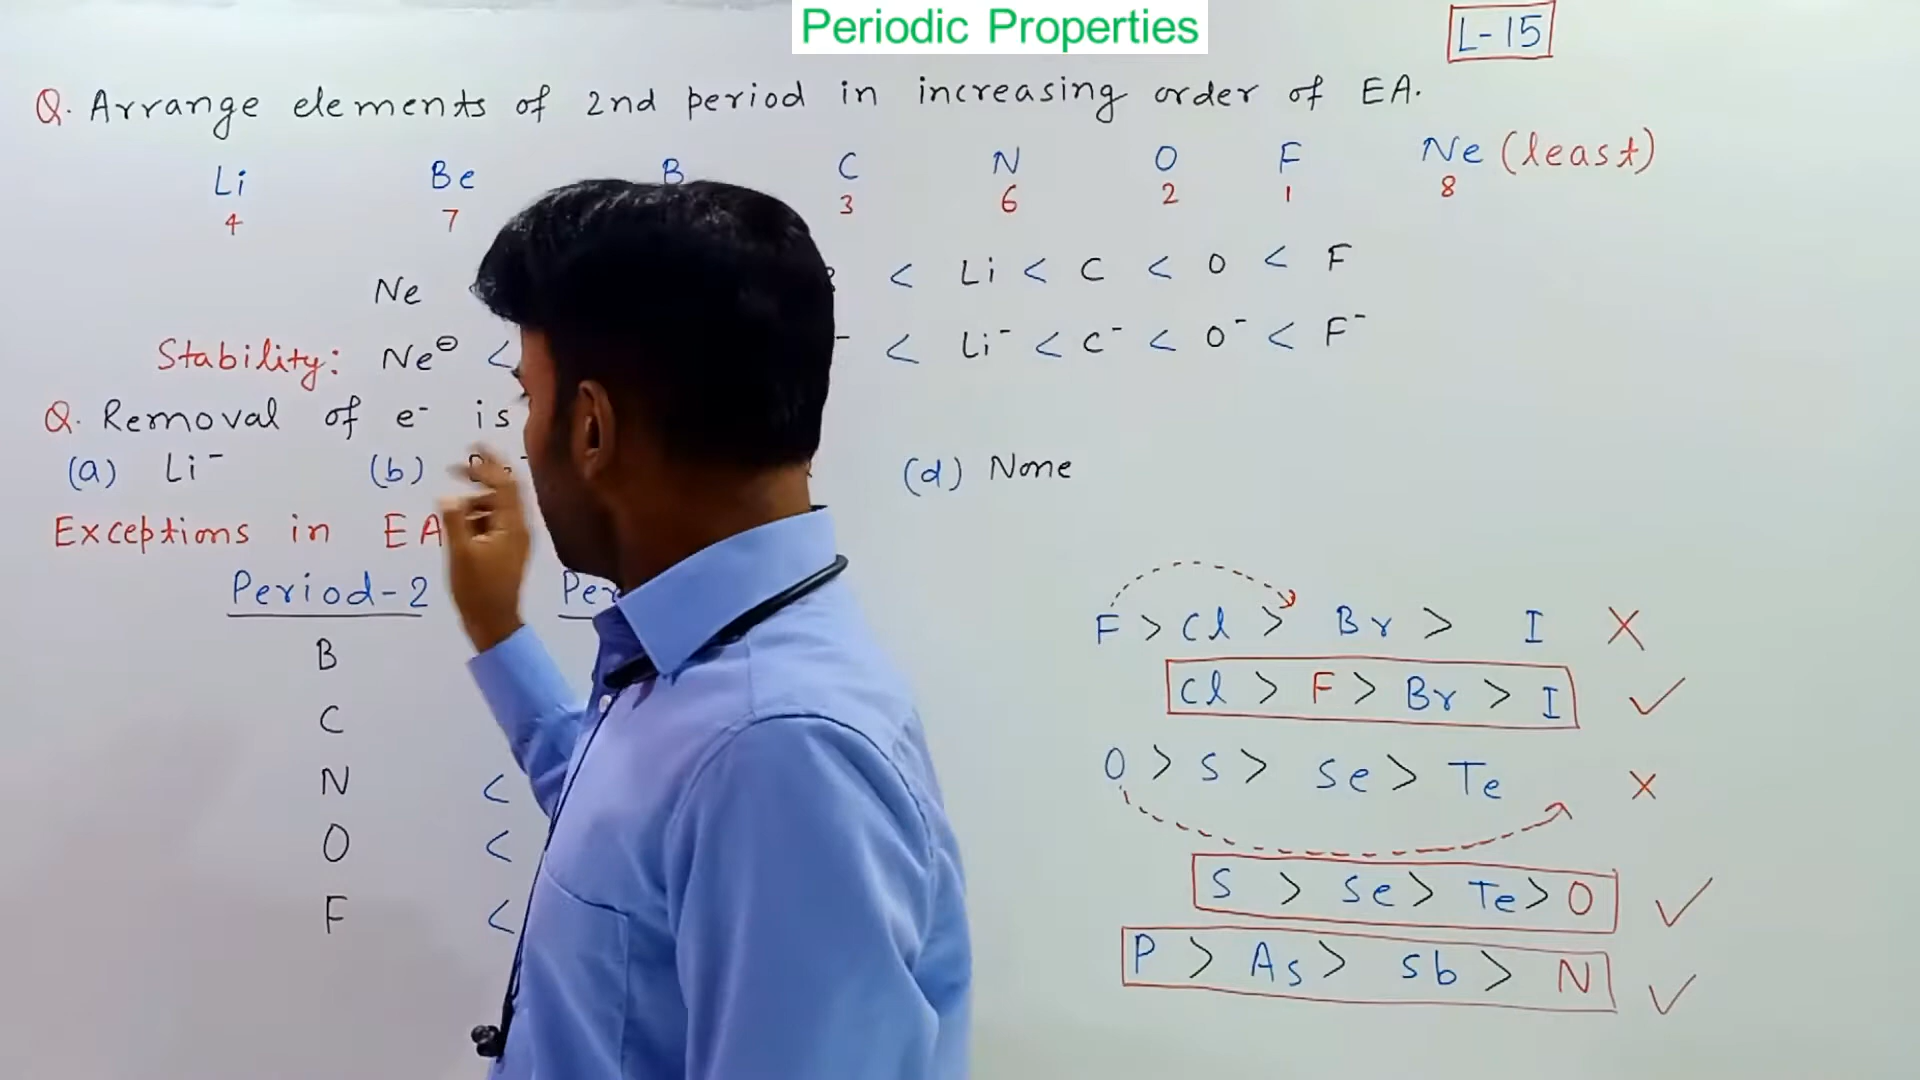 Periodic Properties
L-15
Q. Arrange elements of 2nd period in increasing order of EA.
Li Be B C N O F Ne (least)
4 7 3 6 2 1 8
Ne < Li < C < O < F
Stability: Ne⊖ < - < Li- < C- < O- < F-
Q. Removal of e- is
(a) Li- (b) (d) None
Exceptions in EA
Period-2
B
C
N <
O <
F <
F > Cl > Br > I X
Cl > F > Br > I ✓
O > S > Se > Te X
S > Se > Te > O ✓
P > As > Sb > N ✓